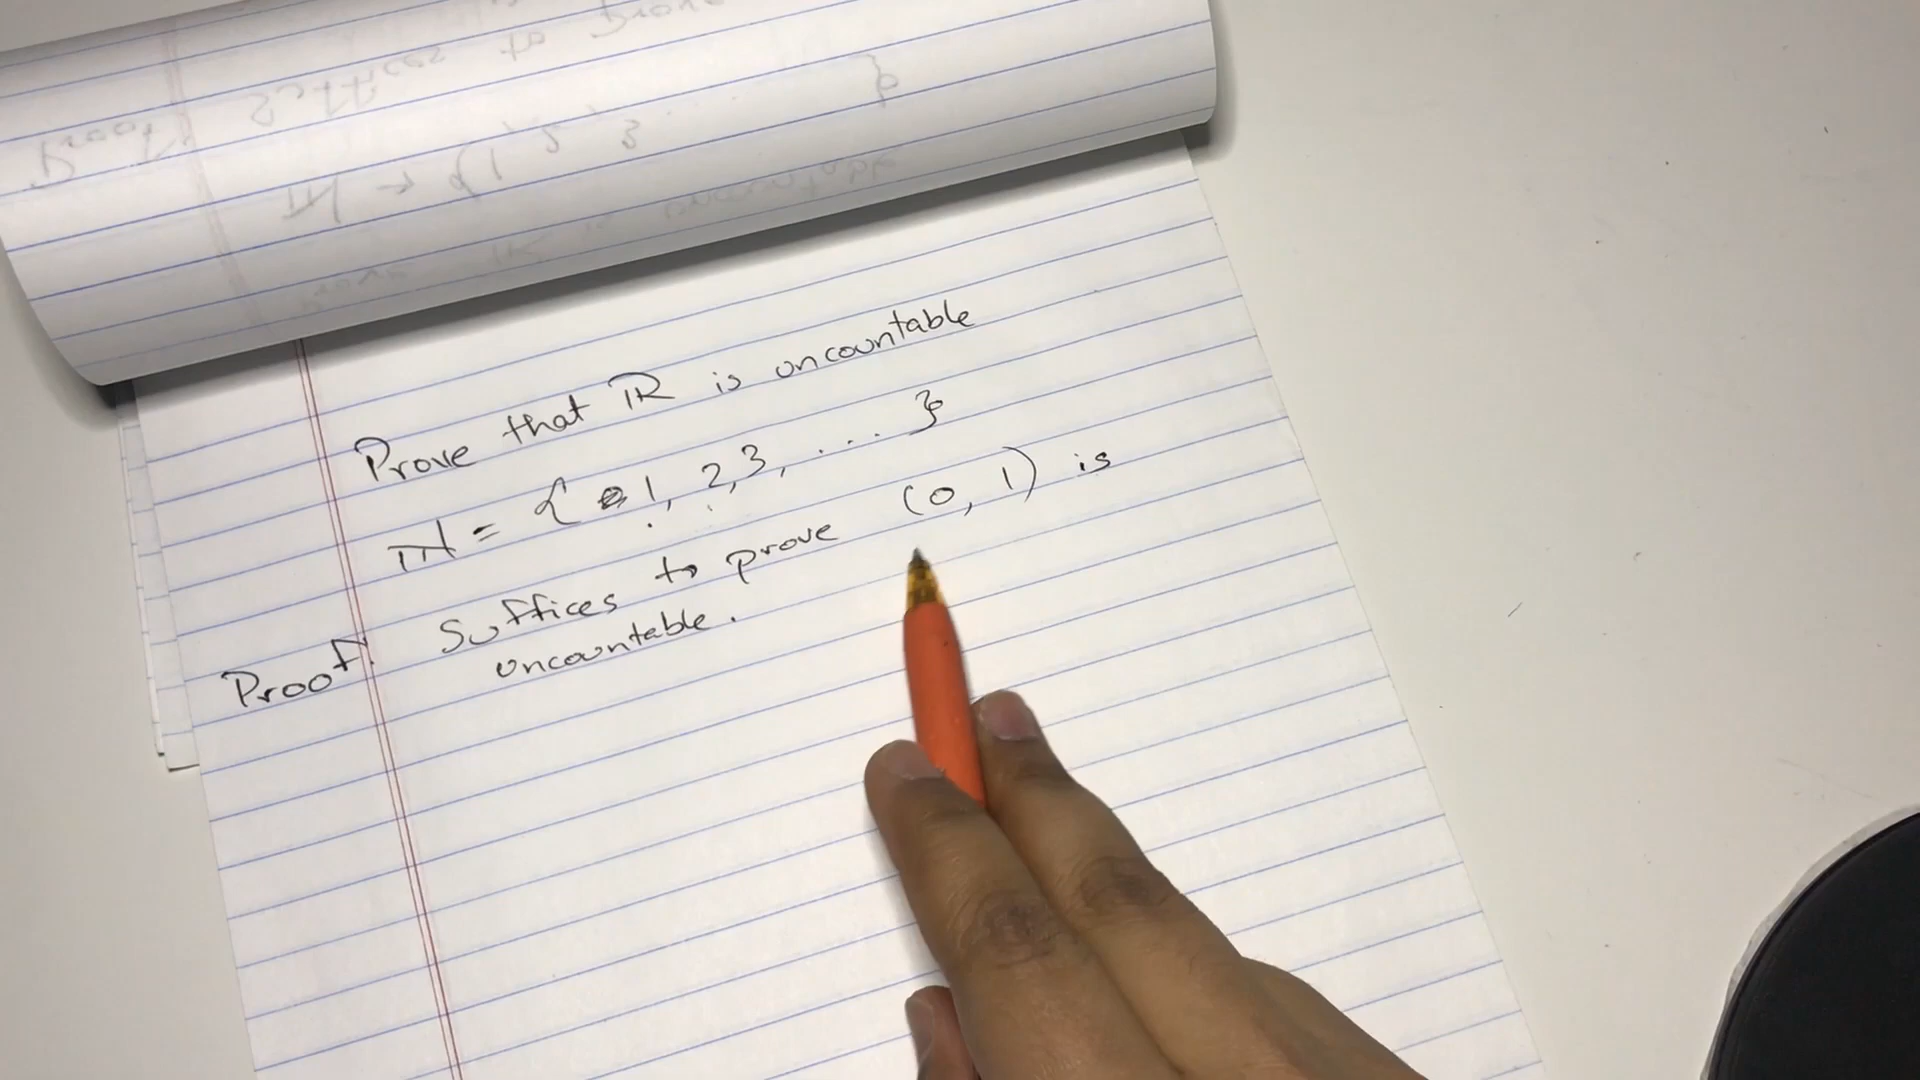 Prove that ℝ is uncountable
ℕ = { 1, 2, 3, . . . }
Proof: Suffices to prove (0, 1) is
uncountable.